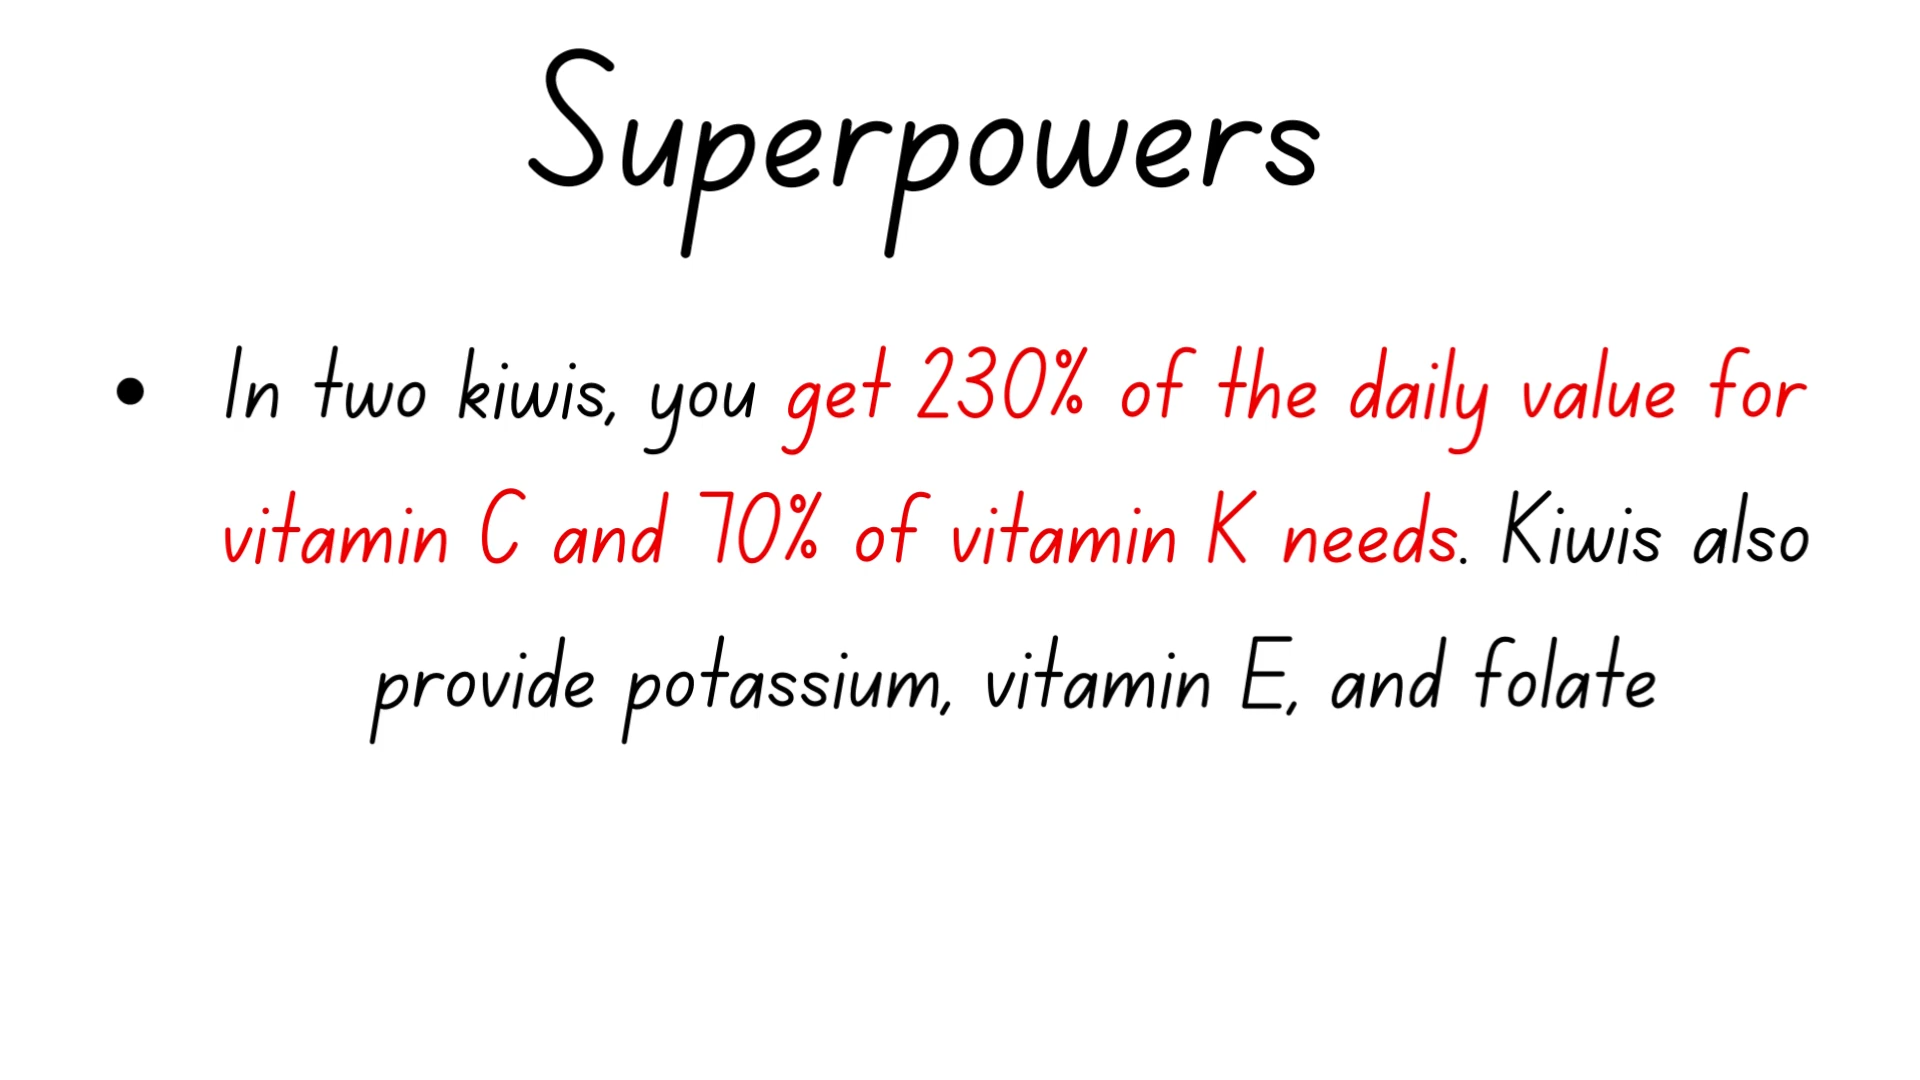 Superpowers
• In two kiwis, you get 230% of the daily value for
vitamin C and 70% of vitamin K needs. Kiwis also
provide potassium, vitamin E, and folate